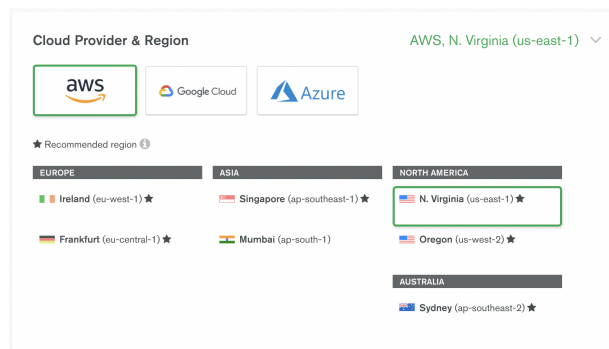 Cloud Provider & Region
AWS, N. Virginia (us-east-1)
aws
Google Cloud
Azure
★ Recommended region
EUROPE
Ireland (eu-west-1) ★
Frankfurt (eu-central-1) ★
ASIA
Singapore (ap-southeast-1) ★
Mumbai (ap-south-1)
NORTH AMERICA
N. Virginia (us-east-1) ★
Oregon (us-west-2) ★
AUSTRALIA
Sydney (ap-southeast-2) ★